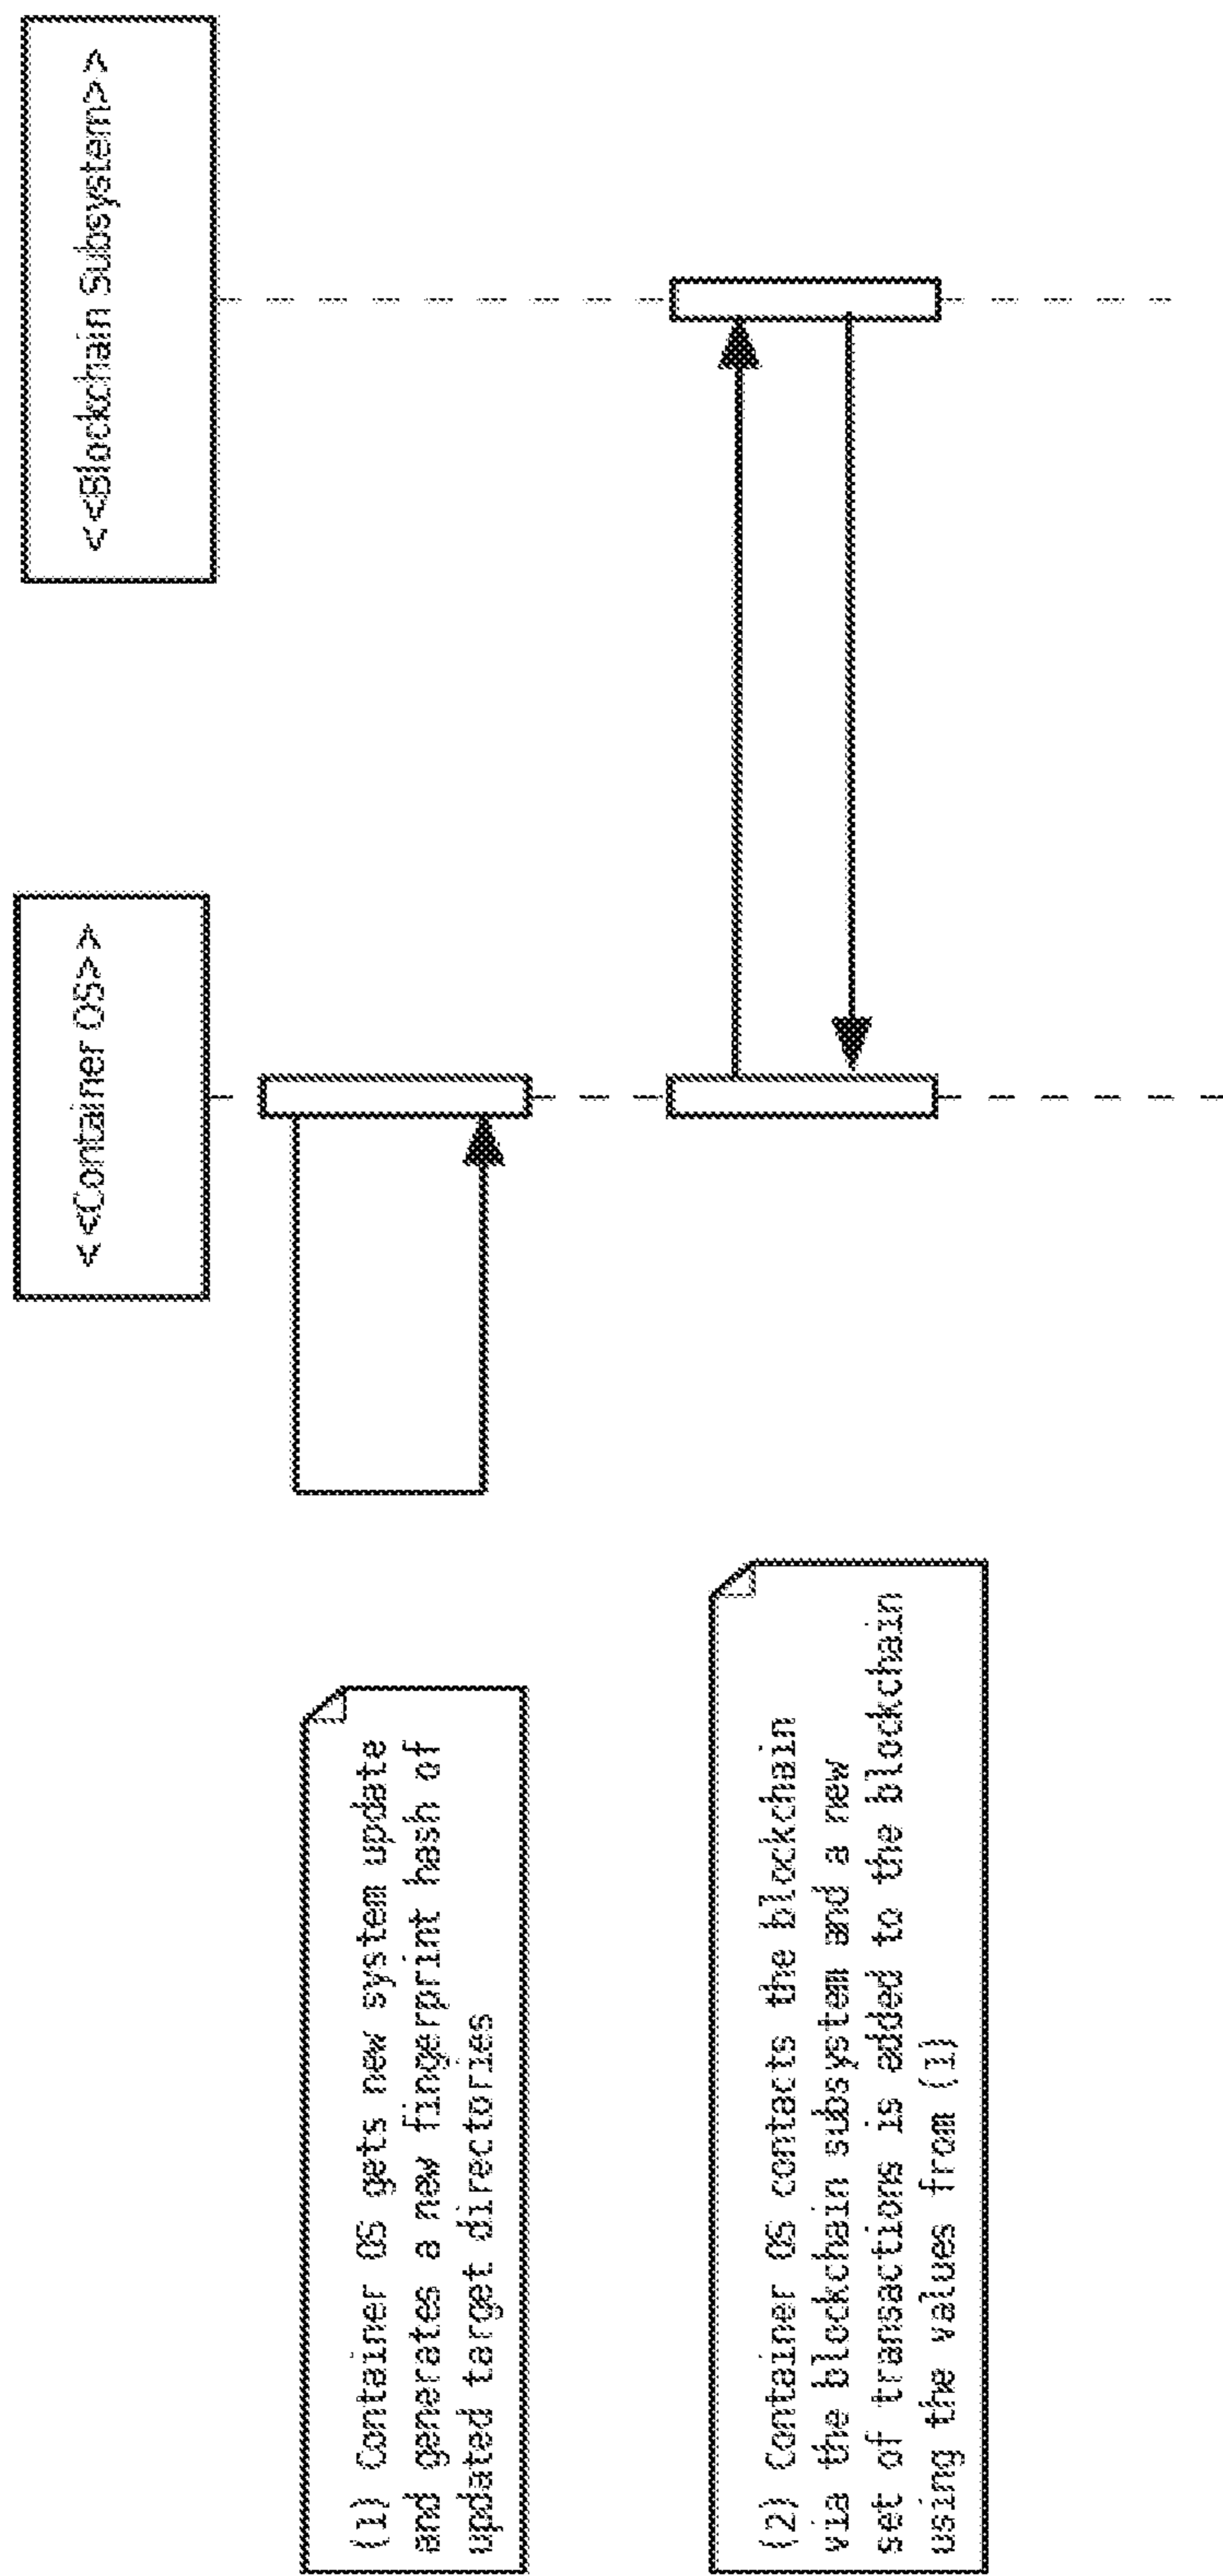 <<Container OS>>
<<Blockchain Subsystem>>
(1) Container OS gets new system update
and generates a new fingerprint hash of
updated target directories
(2) Container OS contacts the blockchain
via the blockchain subsystem and a new
set of transactions is added to the blockchain
using the values from (1)